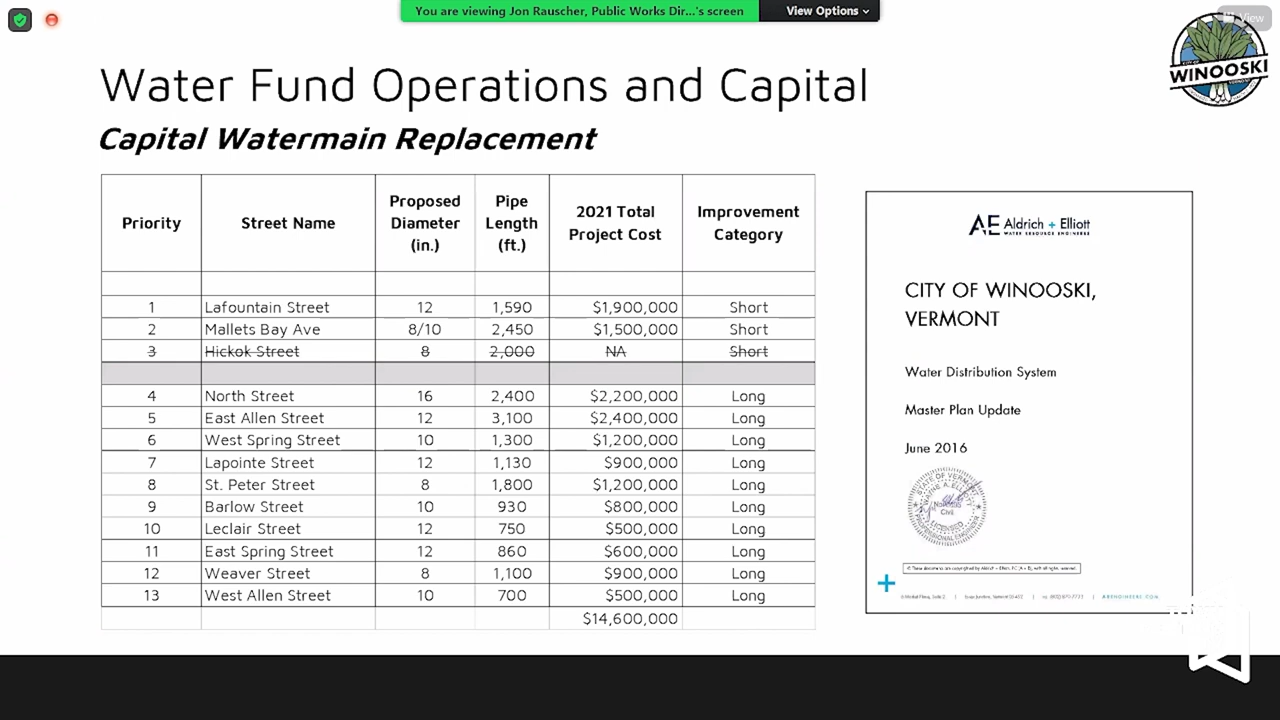 You are viewing Jon Rauscher, Public Works Dir...'s screen
View Options
View
WINOOSKI
Water Fund Operations and Capital
Capital Watermain Replacement
Priority Street Name Proposed Diameter (in.) Pipe Length (ft.) 2021 Total Project Cost Improvement Category
1 Lafountain Street 12 1,590 $1,900,000 Short
2 Mallets Bay Ave 8/10 2,450 $1,500,000 Short
3 Hickok Street 8 2,000 NA Short
4 North Street 16 2,400 $2,200,000 Long
5 East Allen Street 12 3,100 $2,400,000 Long
6 West Spring Street 10 1,300 $1,200,000 Long
7 Lapointe Street 12 1,130 $900,000 Long
8 St. Peter Street 8 1,800 $1,200,000 Long
9 Barlow Street 10 930 $800,000 Long
10 Leclair Street 12 750 $500,000 Long
11 East Spring Street 12 860 $600,000 Long
12 Weaver Street 8 1,100 $900,000 Long
13 West Allen Street 10 700 $500,000 Long
$14,600,000
AE Aldrich + Elliott
WATER RESOURCE ENGINEERS
CITY OF WINOOSKI,
VERMONT
Water Distribution System
Master Plan Update
June 2016
STATE OF VERMONT
Civil
LICENSED
PROFESSIONAL ENGINEER